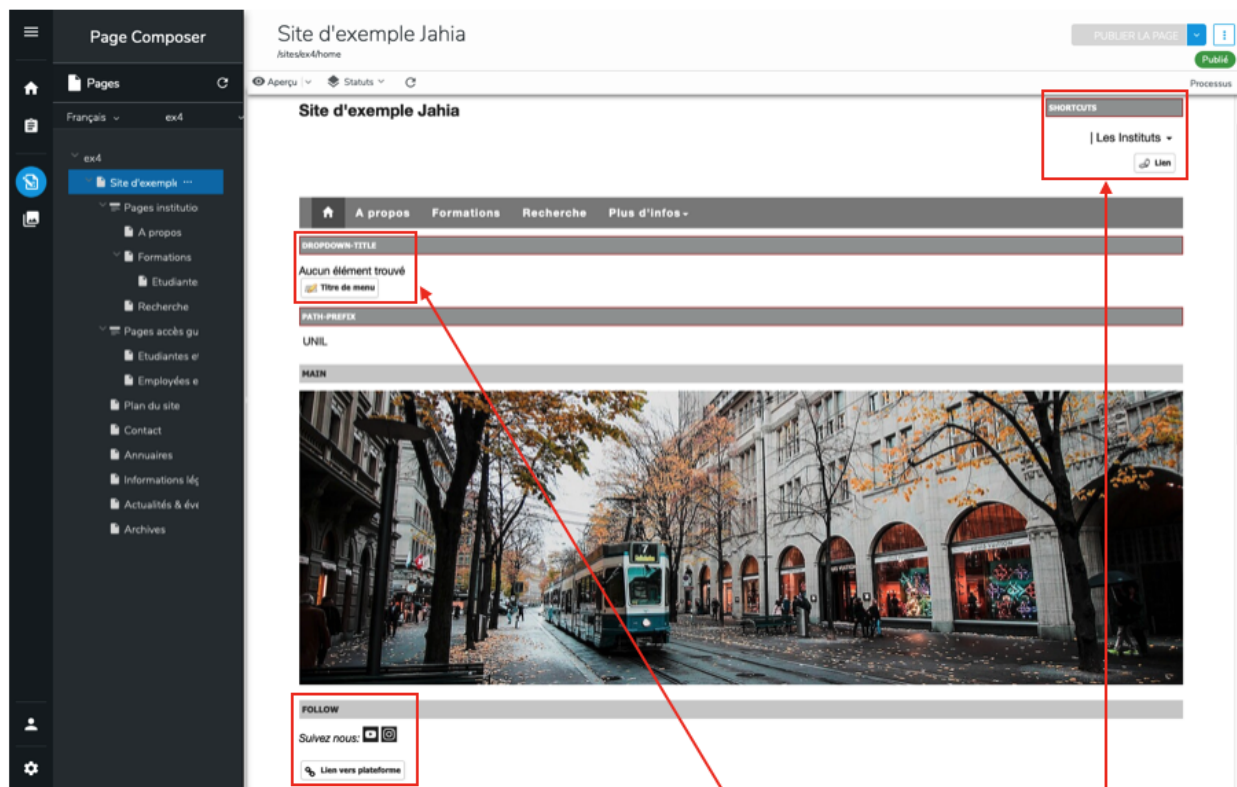 Page Composer
Site d'exemple Jahia
/sites/ex4/home
PUBLIER LA PAGE
Publié
Pages
Aperçu
Statuts
Processus
Français
ex4
Site d'exemple Jahia
SHORTCUTS
| Les Instituts
Lien
ex4
Site d'exempl
Pages institutio
A propos
Formations
Etudiante
Recherche
Pages accès gu
Etudiantes e
Employées e
Plan du site
Contact
Annuaires
Informations lég
Actualités & éve
Archives
A propos Formations Recherche Plus d'infos
DROPDOWN-TITLE
Aucun élément trouvé
Titre de menu
PATH-PREFIX
UNIL
MAIN
7
FOLLOW
Suivez nous:
Lien vers plateforme